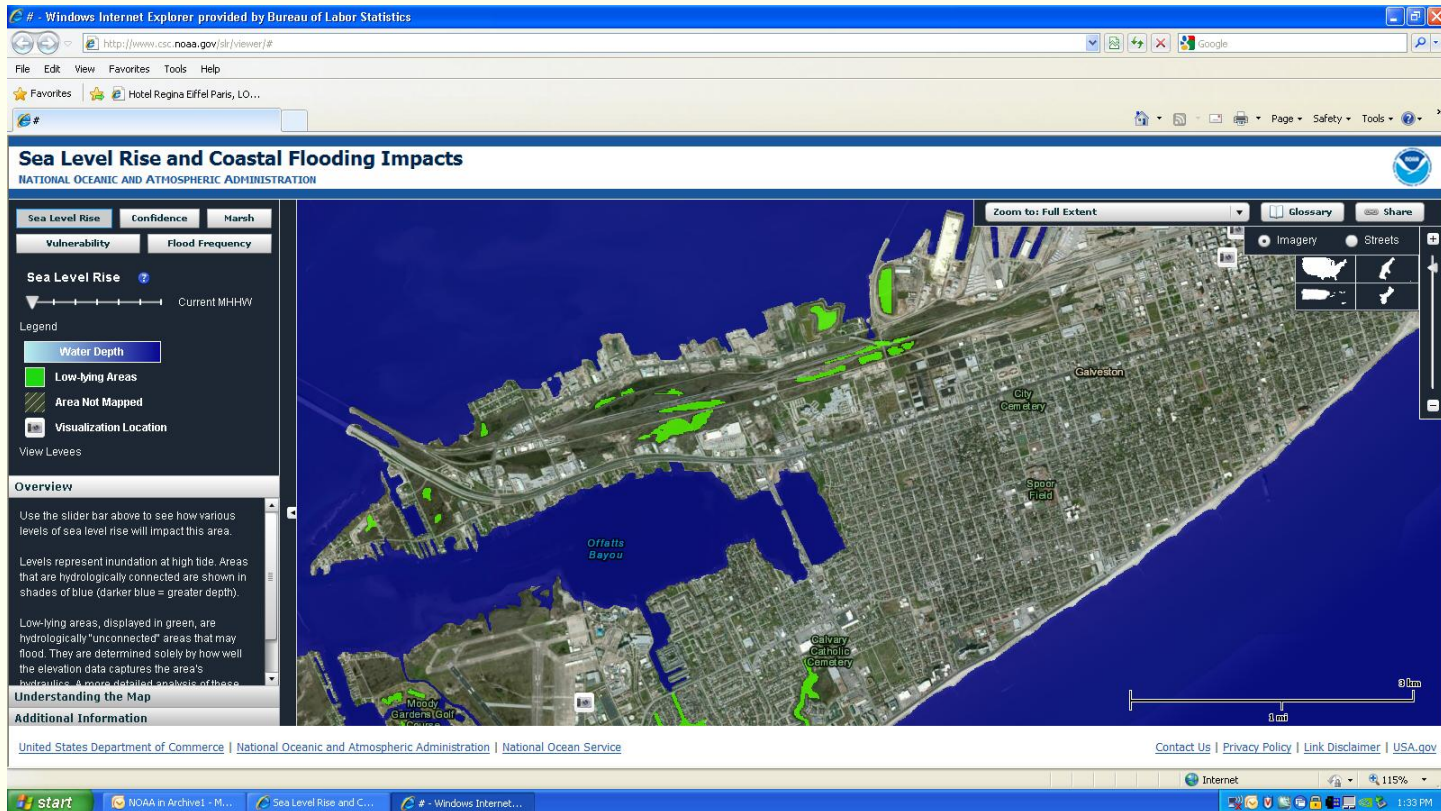 # - Windows Internet Explorer provided by Bureau of Labor Statistics
http://www.csc.noaa.gov/slr/viewer/#
Google
File Edit View Favorites Tools Help
Favorites
Hotel Regina Eiffel Paris, LO...
#
Page
Safety
Tools
Sea Level Rise and Coastal Flooding Impacts
NATIONAL OCEANIC AND ATMOSPHERIC ADMINISTRATION
Sea Level Rise
Confidence
Marsh
Vulnerability
Flood Frequency
Sea Level Rise
Current MHHW
Legend
Water Depth
Low-lying Areas
Area Not Mapped
Visualization Location
View Levees
Overview
Use the slider bar above to see how various
levels of sea level rise will impact this area.
Levels represent inundation at high tide. Areas
that are hydrologically connected are shown in
shades of blue (darker blue = greater depth).
Low-lying areas, displayed in green, are
hydrologically "unconnected" areas that may
flood. They are determined solely by how well
the elevation data captures the area's
hydraulics. A more detailed analysis of these
Understanding the Map
Additional Information
Zoom to: Full Extent
Glossary
Share
Imagery
Streets
Galveston
City
Cemetery
Spoor
Field
Offatts
Bayou
Calvary
Catholic
Cemetery
Moody
Gardens Golf
Course
3 km
1 mi
United States Department of Commerce | National Oceanic and Atmospheric Administration | National Ocean Service
Contact Us | Privacy Policy | Link Disclaimer | USA.gov
Internet
115%
start
NOAA in Archive1 - M...
Sea Level Rise and C...
# - Windows Internet...
1:33 PM